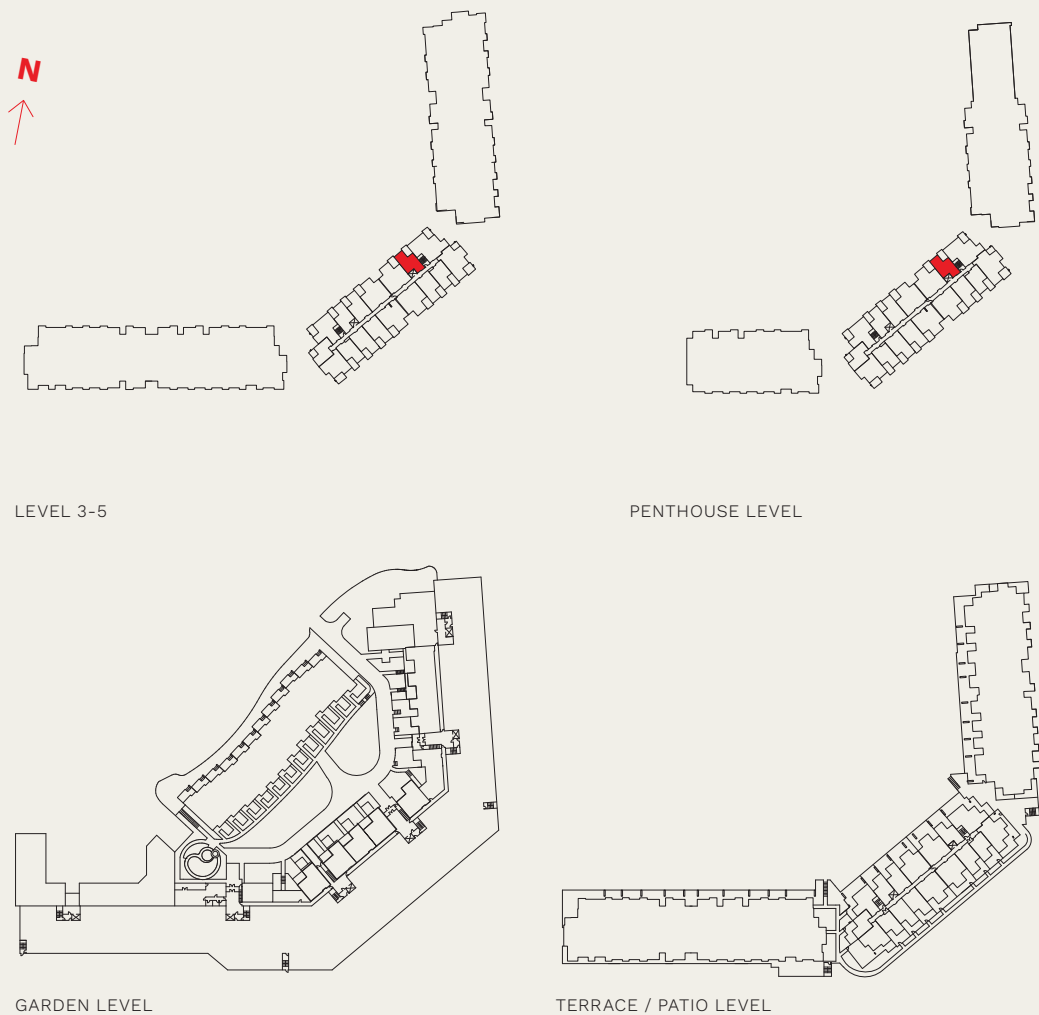 N
LEVEL 3-5
PENTHOUSE LEVEL
GARDEN LEVEL
TERRACE / PATIO LEVEL